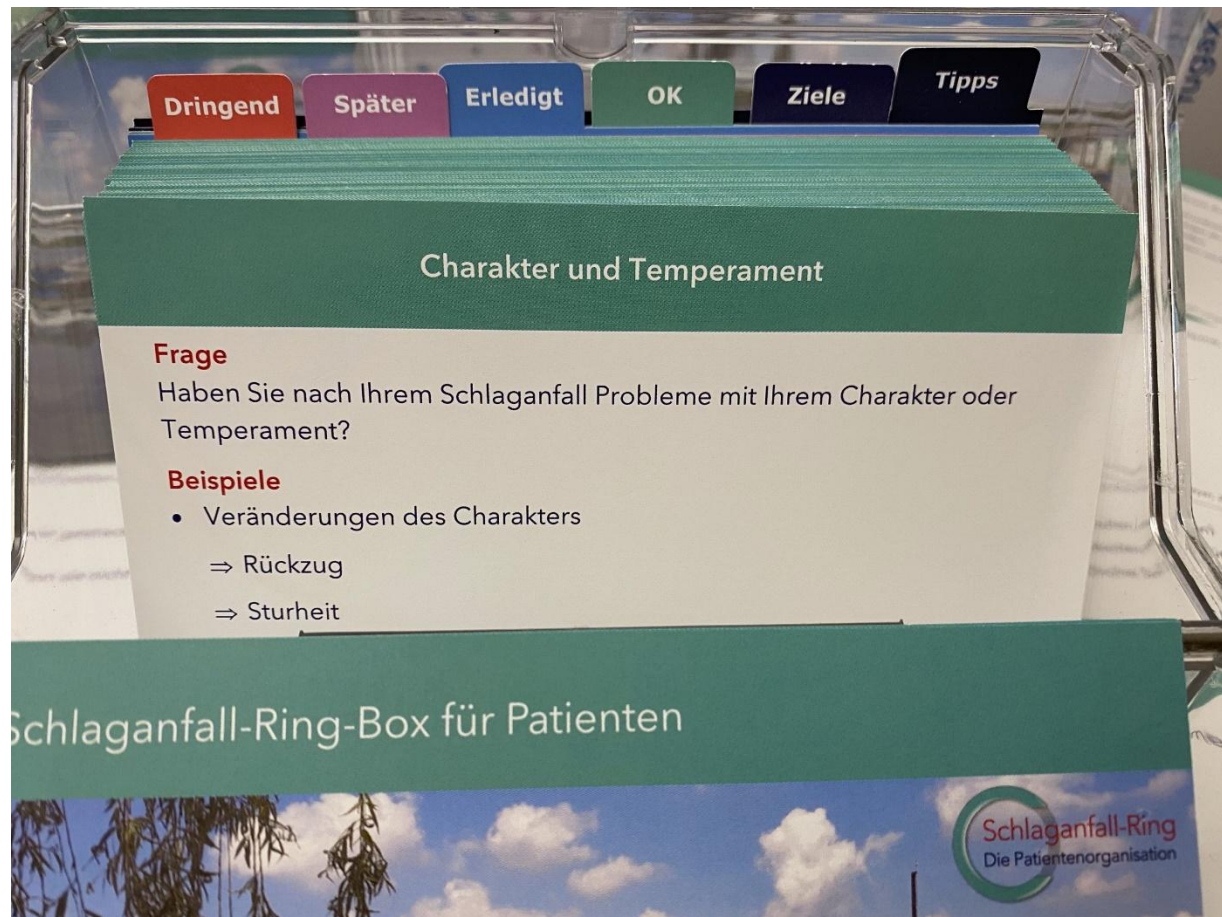 Dringend
Später
Erledigt
OK
Ziele
Tipps
Charakter und Temperament
Frage
Haben Sie nach Ihrem Schlaganfall Probleme mit Ihrem Charakter oder
Temperament?
Beispiele
• Veränderungen des Charakters
⇒ Rückzug
⇒ Sturheit
Schlaganfall-Ring-Box für Patienten
Schlaganfall-Ring
Die Patientenorganisation